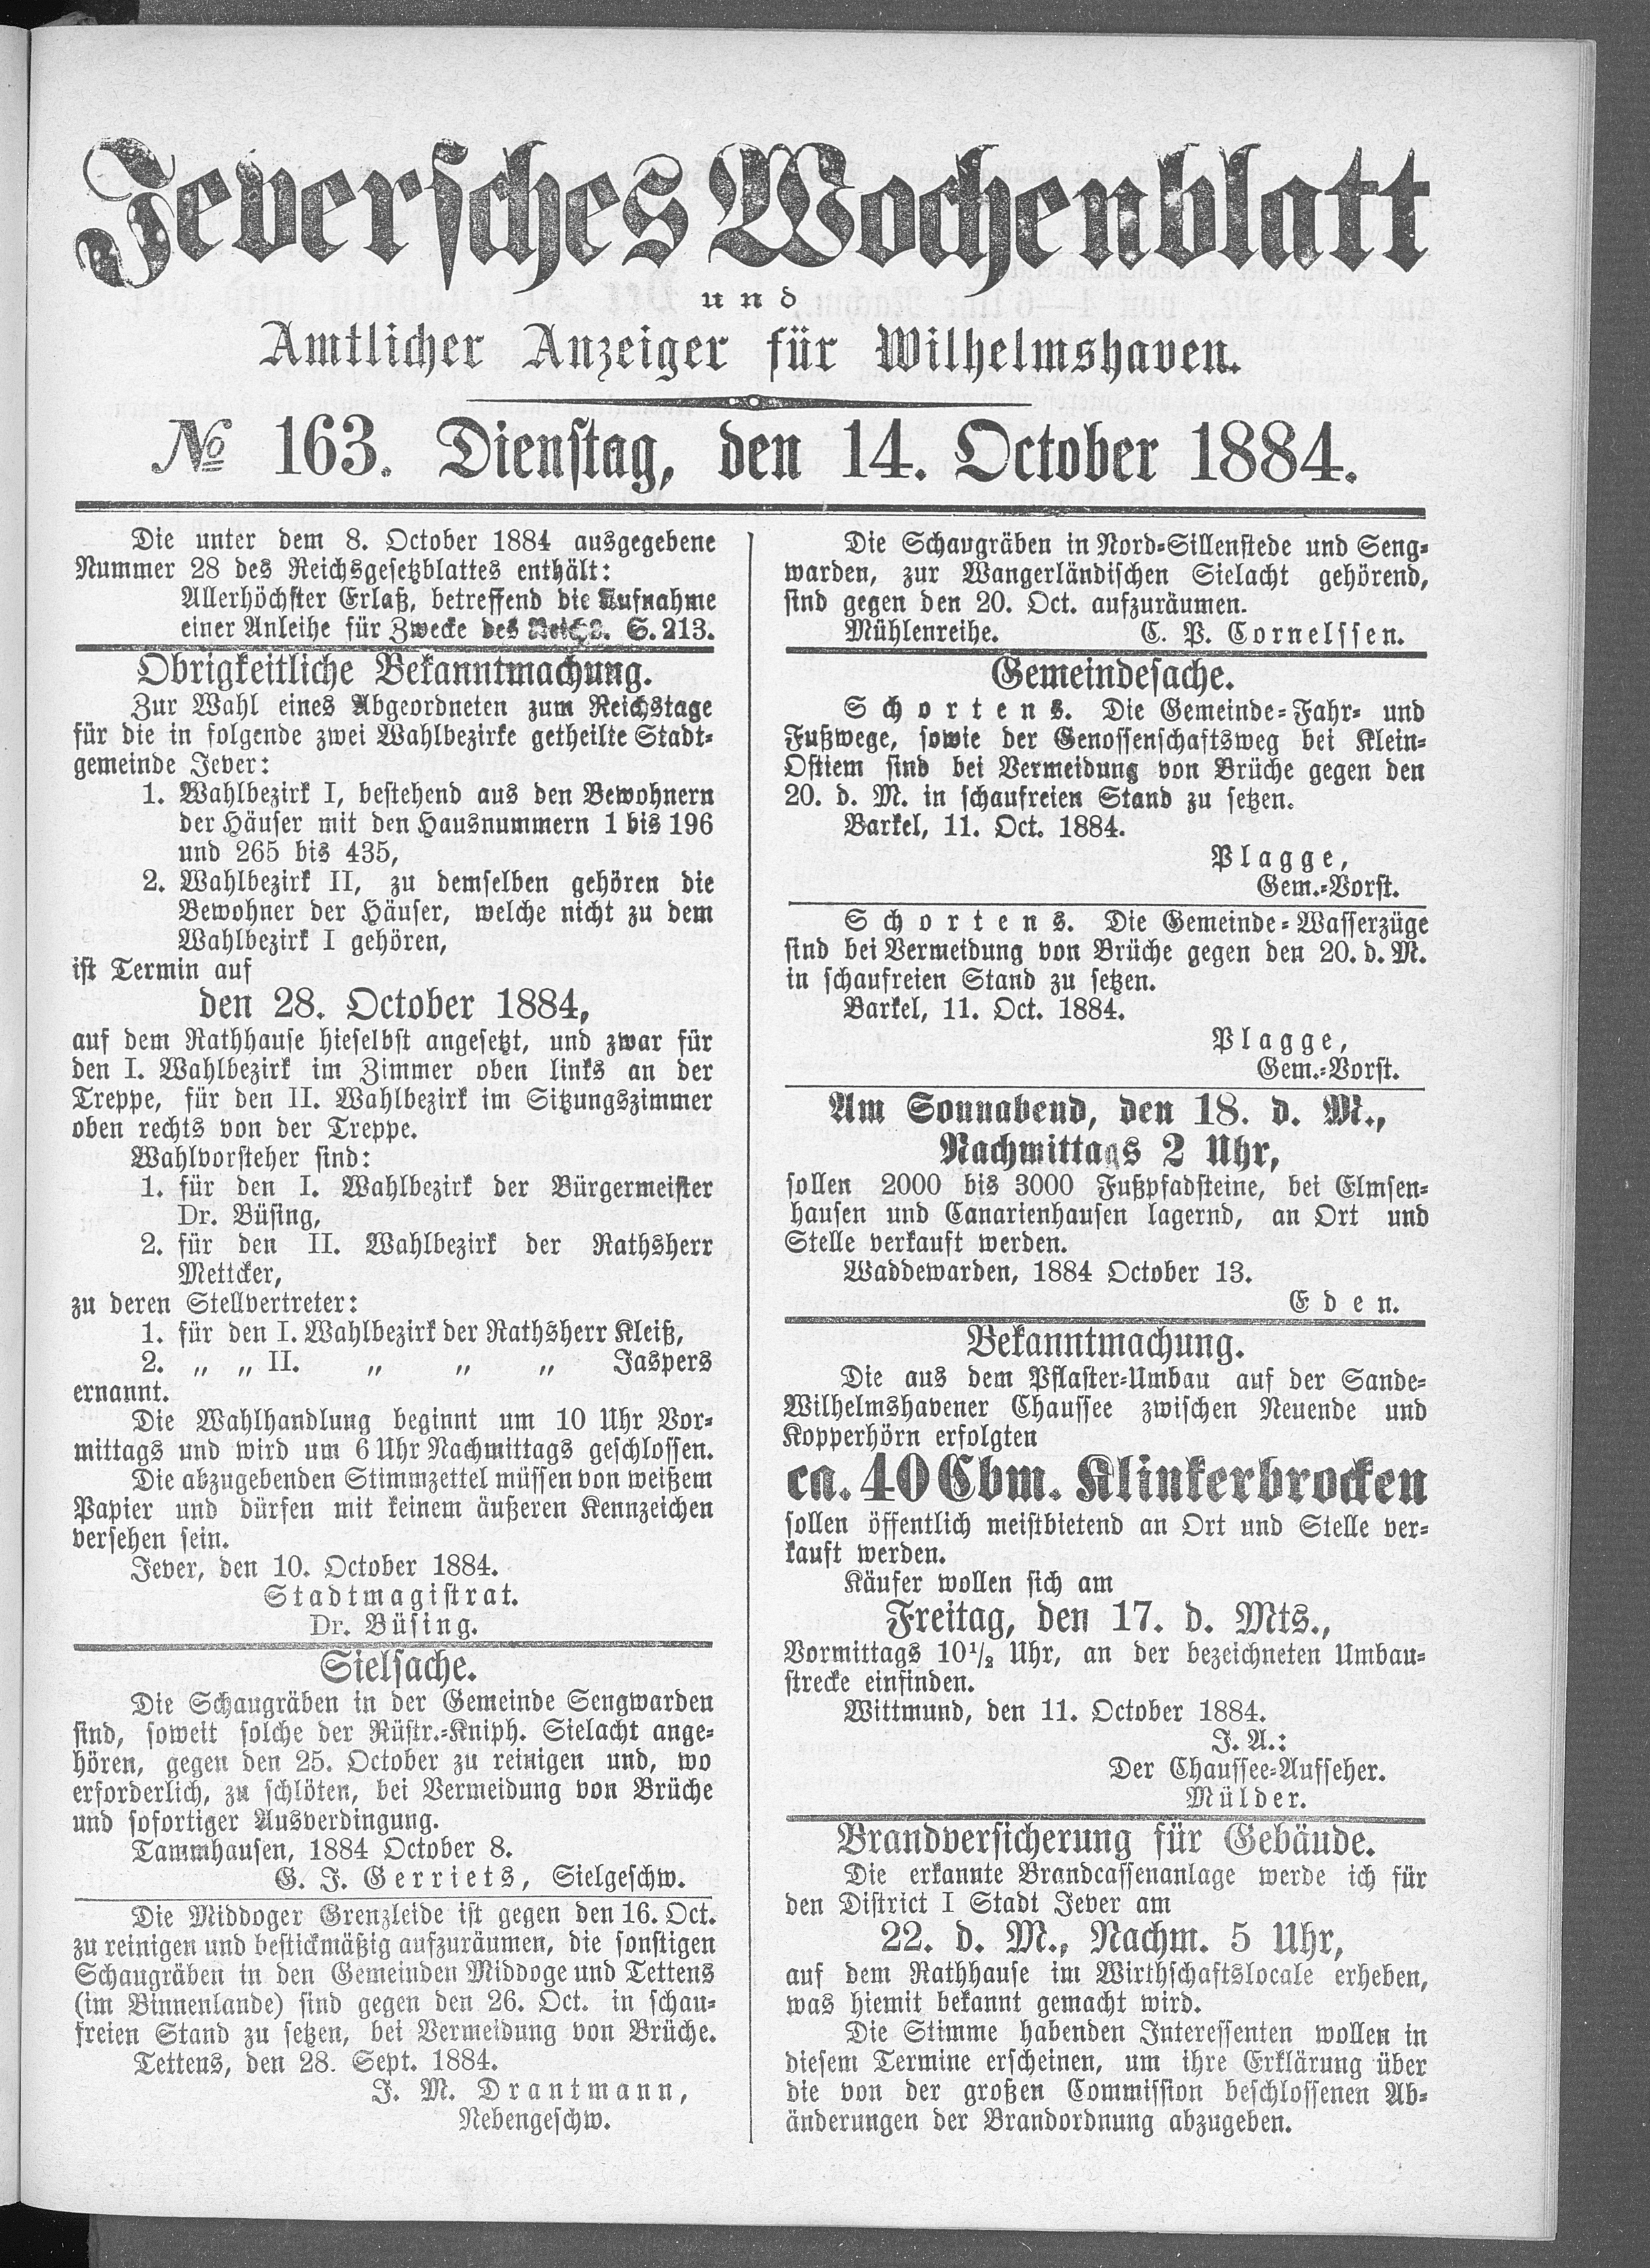 Jeversches Wochenblatt
und
Amtlicher Anzeiger für Wilhelmshaven.
№ 163. Dienstag, den 14. October 1884.
Die unter dem 8. October 1884 ausgegebene
Nummer 28 des Reichsgesetzblattes enthält:
Allerhöchster Erlaß, betreffend die Aufnahme
einer Anleihe für Zwecke des Reichs. S. 213.
Obrigkeitliche Bekanntmachung.
Zur Wahl eines Abgeordneten zum Reichstage
für die in folgende zwei Wahlbezirke getheilte Stadt-
gemeinde Jever:
1. Wahlbezirk I, bestehend aus den Bewohnern
der Häuser mit den Hausnummern 1 bis 196
und 265 bis 435,
2. Wahlbezirk II, zu demselben gehören die
Bewohner der Häuser, welche nicht zu dem
Wahlbezirk I gehören,
ist Termin auf
den 28. October 1884,
auf dem Rathhause hieselbst angesetzt, und zwar für
den I. Wahlbezirk im Zimmer oben links an der
Treppe, für den II. Wahlbezirk im Sitzungszimmer
oben rechts von der Treppe.
Wahlvorsteher sind:
1. für den I. Wahlbezirk der Bürgermeister
Dr. Büsing,
2. für den II. Wahlbezirk der Rathsherr
Mettcker,
zu deren Stellvertreter:
1. für den I. Wahlbezirk der Rathsherr Kleiß,
2. „ „ II. „ „ „ Jaspers
ernannt.
Die Wahlhandlung beginnt um 10 Uhr Vor-
mittags und wird um 6 Uhr Nachmittags geschlossen.
Die abzugebenden Stimmzettel müssen von weißem
Papier und dürfen mit keinem äußeren Kennzeichen
versehen sein.
Jever, den 10. October 1884.
Stadtmagistrat.
Dr. Büsing.
Sielsache.
Die Schaugräben in der Gemeinde Sengwarden
sind, soweit solche der Rüstr.-Kniph. Sielacht ange-
hören, gegen den 25. October zu reinigen und, wo
erforderlich, zu schlöten, bei Vermeidung von Brüche
und sofortiger Ausverdingung.
Tammhausen, 1884 October 8.
G. J. Gerriets, Sielgeschw.
Die Middoger Grenzleide ist gegen den 16. Oct.
zu reinigen und bestickmäßig aufzuräumen, die sonstigen
Schaugräben in den Gemeinden Middoge und Tettens
(im Binnenlande) sind gegen den 26. Oct. in schau-
freien Stand zu setzen, bei Vermeidung von Brüche.
Tettens, den 28. Sept. 1884.
J. M. Drantmann,
Nebengeschw.
Die Schaugräben in Nord-Sillenstede und Seng-
warden, zur Wangerländischen Sielacht gehörend,
sind gegen den 20. Oct. aufzuräumen.
Mühlenreihe. C. P. Cornelssen.
Gemeindesache.
Schortens. Die Gemeinde-Fahr- und
Fußwege, sowie der Genossenschaftsweg bei Klein-
Ostiem sind bei Vermeidung von Brüche gegen den
20. d. M. in schaufreien Stand zu setzen.
Barkel, 11. Oct. 1884.
Plagge,
Gem.-Vorst.
Schortens. Die Gemeinde-Wasserzüge
sind bei Vermeidung von Brüche gegen den 20. d. M.
in schaufreien Stand zu setzen.
Barkel, 11. Oct. 1884.
Plagge,
Gem.-Vorst.
Am Sonnabend, den 18. d. M.,
Nachmittags 2 Uhr,
sollen 2000 bis 3000 Fußpfadsteine, bei Elmsen-
hausen und Canarienhausen lagernd, an Ort und
Stelle verkauft werden.
Waddewarden, 1884 October 13.
Eden.
Bekanntmachung.
Die aus dem Pflaster-Umbau auf der Sande-
Wilhelmshavener Chaussee zwischen Neuende und
Kopperhörn erfolgten
ca. 40 Cbm. Klinkerbrocken
sollen öffentlich meistbietend an Ort und Stelle ver-
kauft werden.
Käufer wollen sich am
Freitag, den 17. d. Mts.,
Vormittags 10½ Uhr, an der bezeichneten Umbau-
strecke einfinden.
Wittmund, den 11. October 1884.
J. A.:
Der Chaussee-Aufseher.
Mülder.
Brandversicherung für Gebäude.
Die erkannte Brandcassenanlage werde ich für
den District I Stadt Jever am
22. d. M., Nachm. 5 Uhr,
auf dem Rathhause im Wirthschaftslocale erheben,
was hiemit bekannt gemacht wird.
Die Stimme habenden Interessenten wollen in
diesem Termine erscheinen, um ihre Erklärung über
die von der großen Commission beschlossenen Ab-
änderungen der Brandordnung abzugeben.